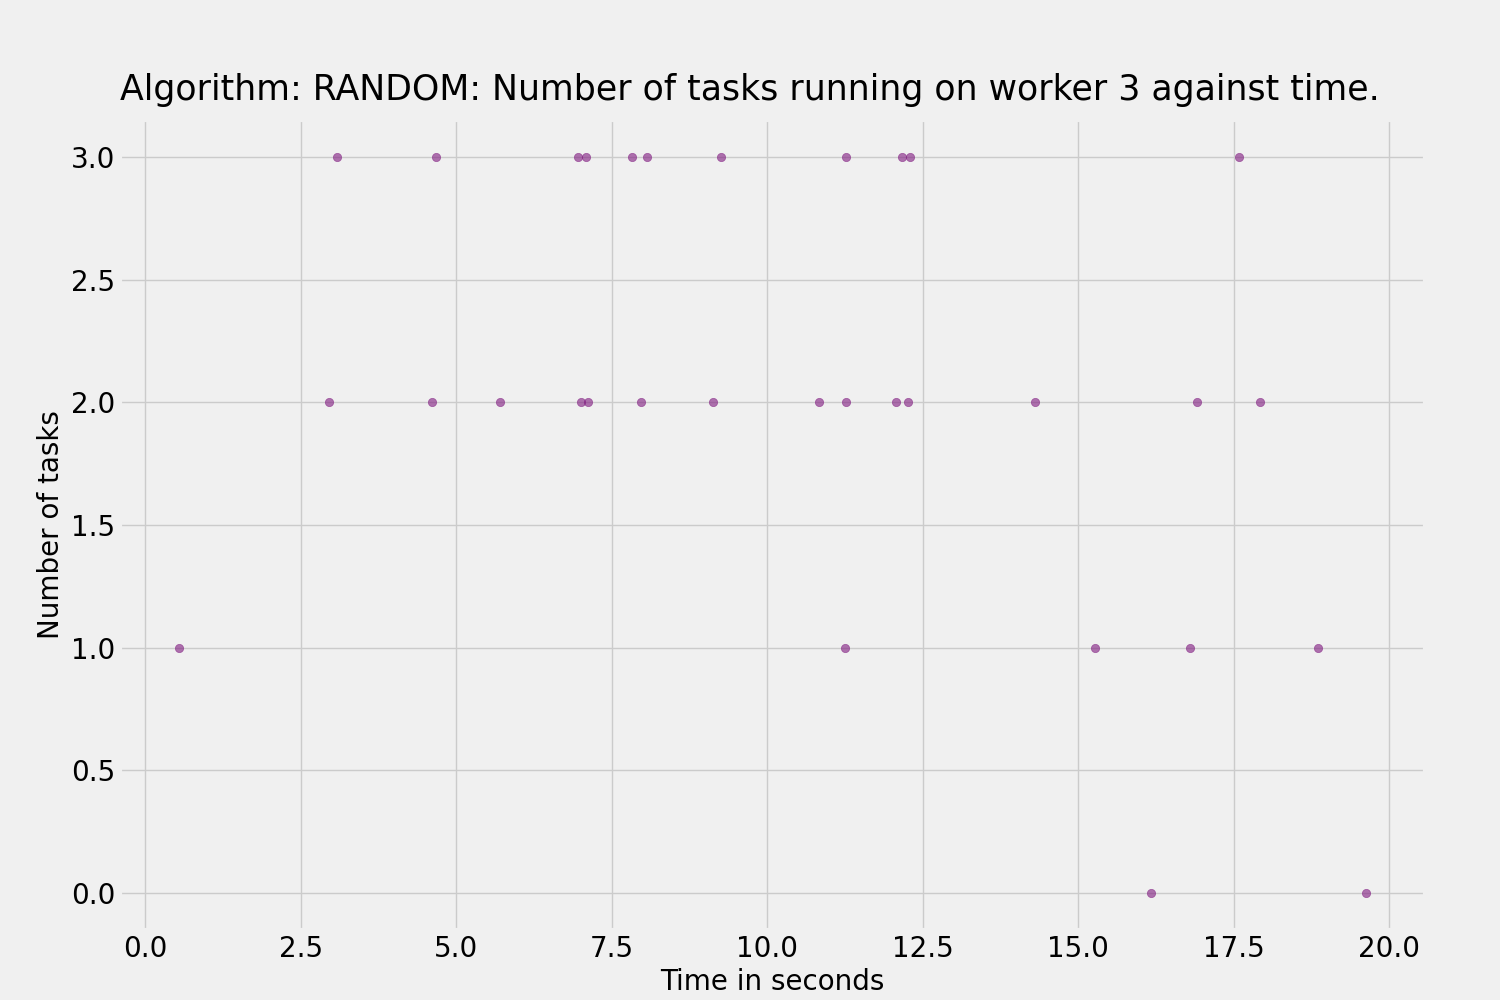 Algorithm: RANDOM: Number of tasks running on worker 3 against time.
3.0
2.5
2.0
1.5
1.0
0.5
0.0
Number of tasks
0.0 2.5 5.0 7.5 10.0 12.5 15.0 17.5 20.0
Time in seconds